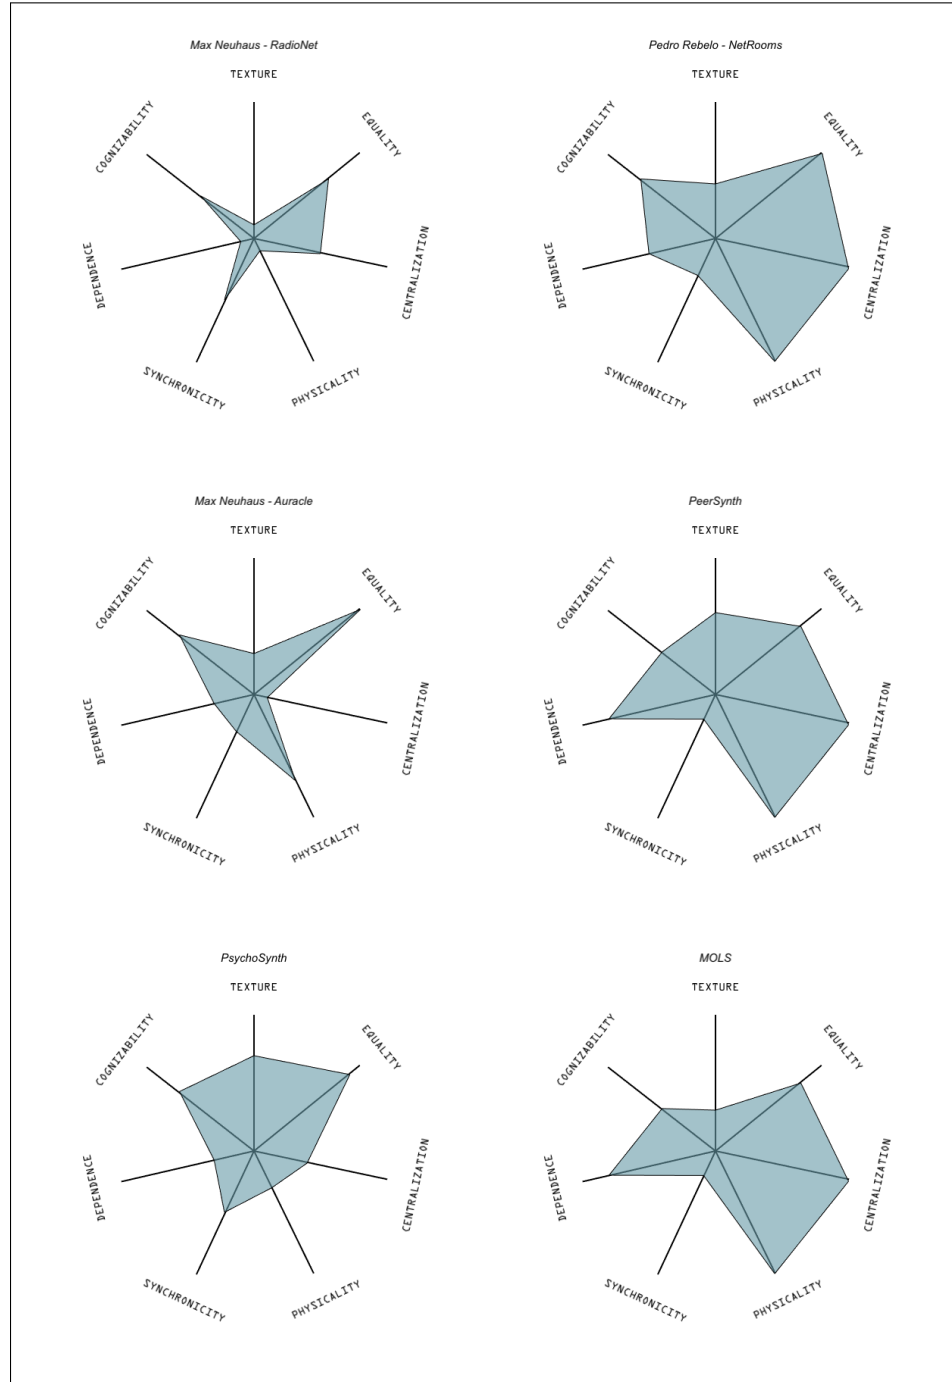 Max Neuhaus - RadioNet
TEXTURE
EQUALITY
CENTRALIZATION
PHYSICALITY
SYNCHRONICITY
DEPENDENCE
COGNIZABILITY
Pedro Rebelo - NetRooms
TEXTURE
EQUALITY
CENTRALIZATION
PHYSICALITY
SYNCHRONICITY
DEPENDENCE
COGNIZABILITY
Max Neuhaus - Auracle
TEXTURE
EQUALITY
CENTRALIZATION
PHYSICALITY
SYNCHRONICITY
DEPENDENCE
COGNIZABILITY
PeerSynth
TEXTURE
EQUALITY
CENTRALIZATION
PHYSICALITY
SYNCHRONICITY
DEPENDENCE
COGNIZABILITY
PsychoSynth
TEXTURE
EQUALITY
CENTRALIZATION
PHYSICALITY
SYNCHRONICITY
DEPENDENCE
COGNIZABILITY
MOLS
TEXTURE
EQUALITY
CENTRALIZATION
PHYSICALITY
SYNCHRONICITY
DEPENDENCE
COGNIZABILITY